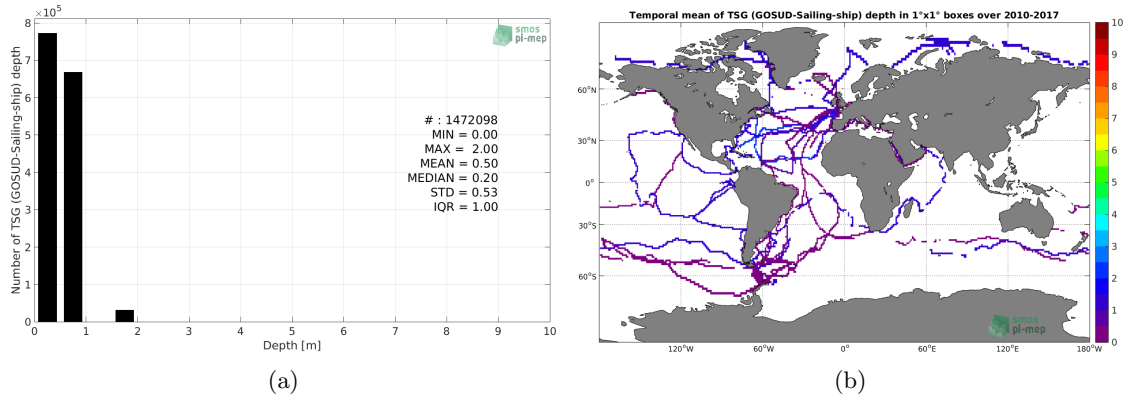 ×10⁵
8
7
6
5
4
3
2
1
0
Number of TSG (GOSUD-Sailing-ship) depth
smos
pi-mep
# : 1472098
MIN = 0.00
MAX = 2.00
MEAN = 0.50
MEDIAN = 0.20
STD = 0.53
IQR = 1.00
0 1 2 3 4 5 6 7 8 9 10
Depth [m]
(a)
Temporal mean of TSG (GOSUD-Sailing-ship) depth in 1°x1° boxes over 2010-2017
60°N
30°N
0°
30°S
60°S
120°W 60°W 0° 60°E 120°E 180°W
smos
pi-mep
10
9
8
7
6
5
4
3
2
1
0
(b)